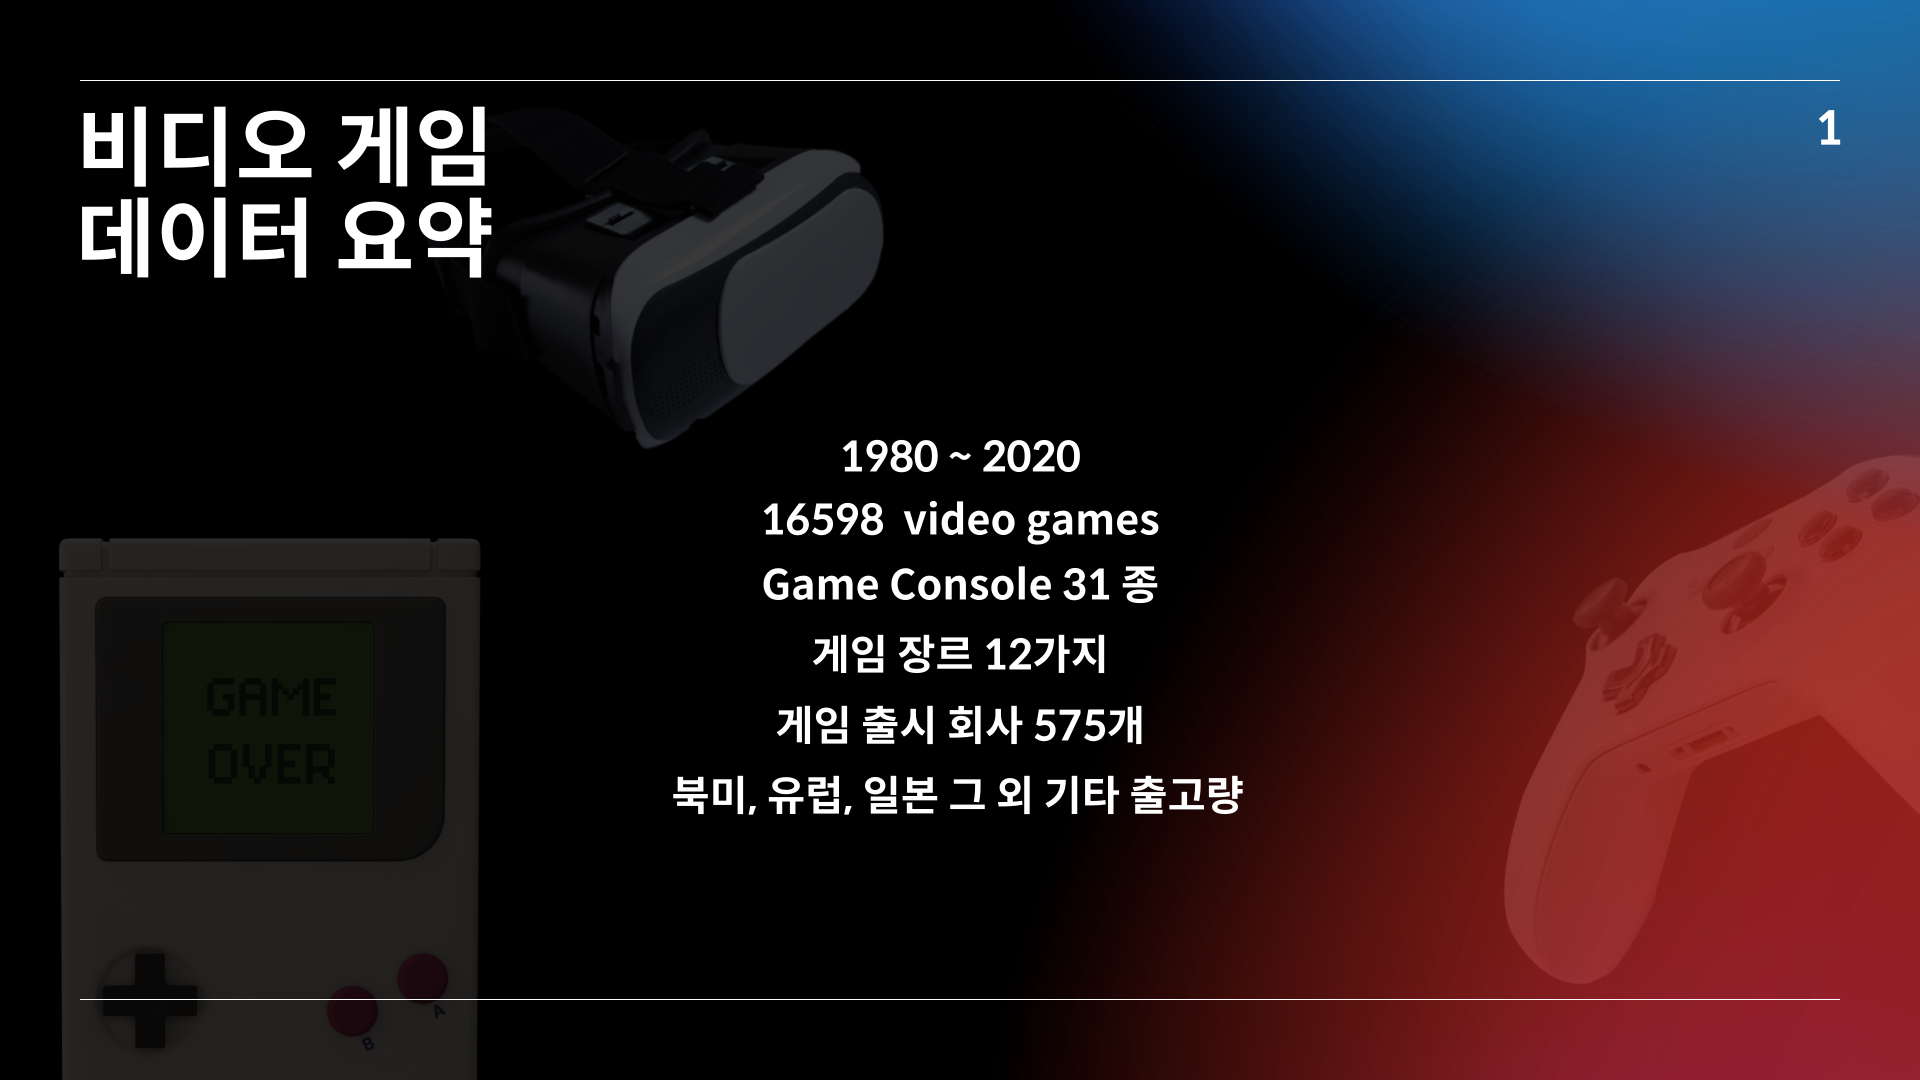 비디오 게임
데이터 요약
1
1980 ~ 2020
16598  video games
Game Console 31 종
게임 장르 12가지
게임 출시 회사 575개
북미, 유럽, 일본 그 외 기타 출고량
GAME
OVER
A
B